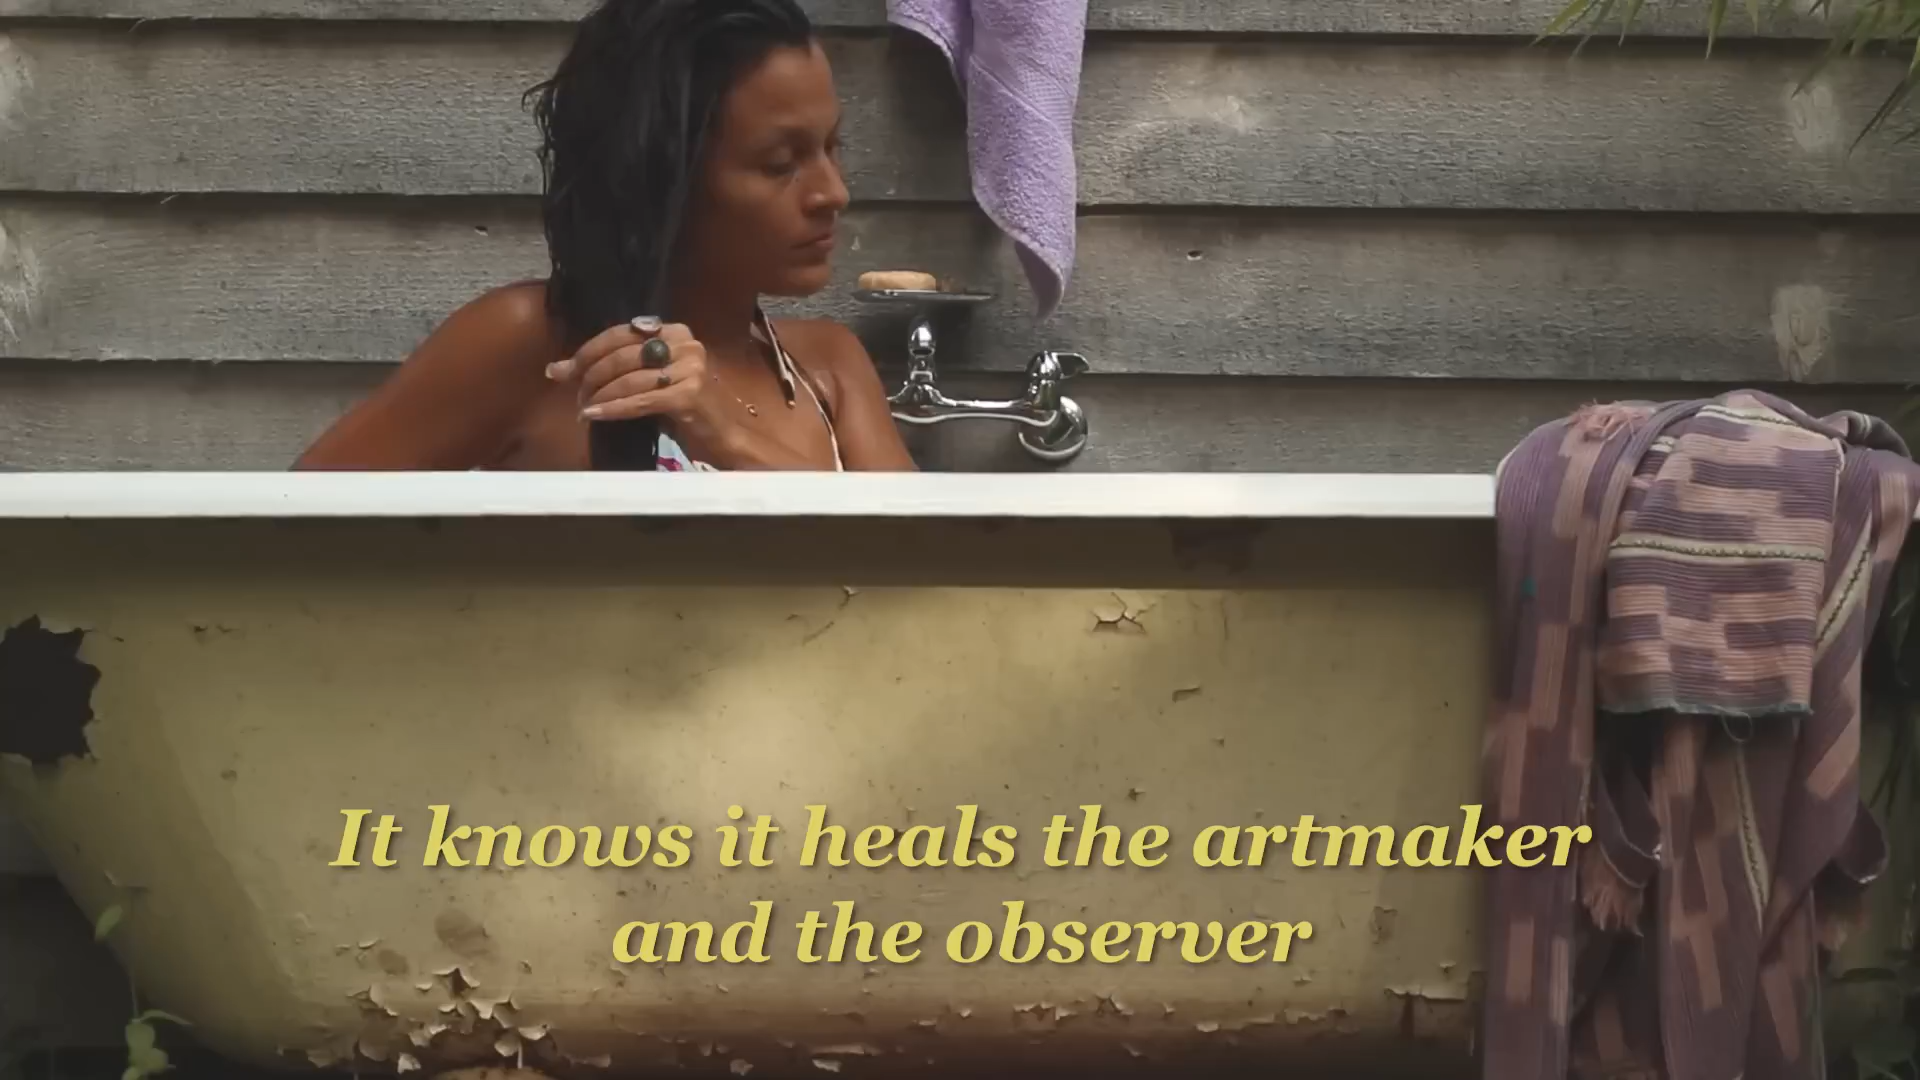 It knows it heals the artmaker
and the observer